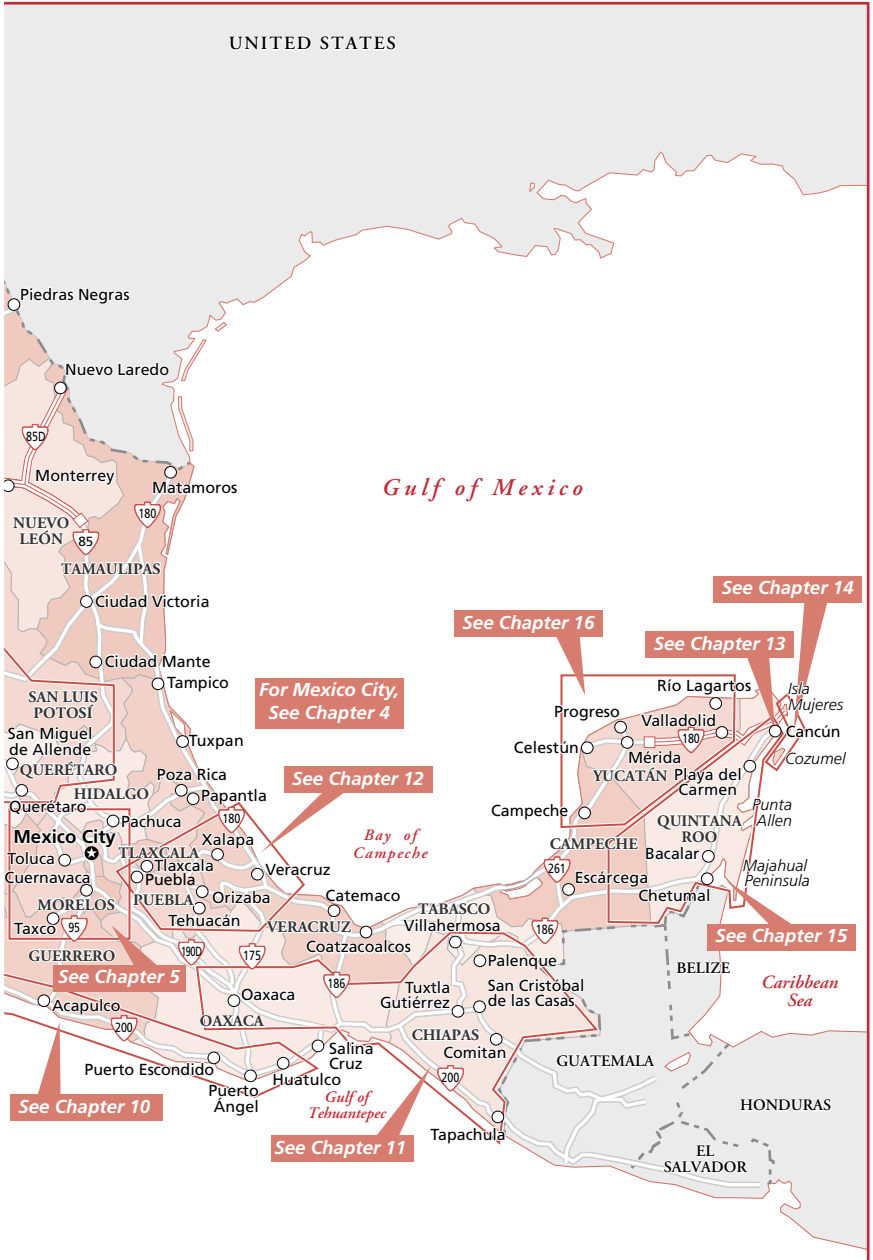 UNITED STATES
Piedras Negras
Nuevo Laredo
85D
Monterrey
Matamoros
Gulf of Mexico
180
NUEVO
LEÓN
85
TAMAULIPAS
See Chapter 14
Ciudad Victoria
See Chapter 16
See Chapter 13
Ciudad Mante
Tampico
For Mexico City,
See Chapter 4
Río Lagartos
Isla
Mujeres
SAN LUIS
POTOSÍ
Progreso
Valladolid
San Miguel
de Allende
Tuxpan
180
Cancún
Celestún
Mérida
Cozumel
QUERÉTARO
YUCATÁN
Playa del
Carmen
Poza Rica
See Chapter 12
HIDALGO
Querétaro
Papantla
Punta
Allen
Pachuca
180
Campeche
QUINTANA
ROO
Mexico City
Xalapa
Bay of
Campeche
CAMPECHE
TLAXCALA
Bacalar
Toluca
Tlaxcala
Veracruz
261
Majahual
Peninsula
Cuernavaca
Puebla
Escárcega
MORELOS
PUEBLA
Orizaba
Catemaco
Chetumal
Taxco
95
Tehuacán
VERACRUZ
TABASCO
Villahermosa
186
See Chapter 15
Coatzacoalcos
GUERRERO
190D
175
See Chapter 5
186
Palenque
BELIZE
Caribbean
Sea
Acapulco
Oaxaca
Tuxtla
Gutiérrez
San Cristóbal
de las Casas
OAXACA
200
CHIAPAS
Comitan
Salina
Cruz
GUATEMALA
Puerto Escondido
Huatulco
200
Puerto
Ángel
Gulf of
Tehuantepec
See Chapter 10
HONDURAS
Tapachula
See Chapter 11
EL
SALVADOR